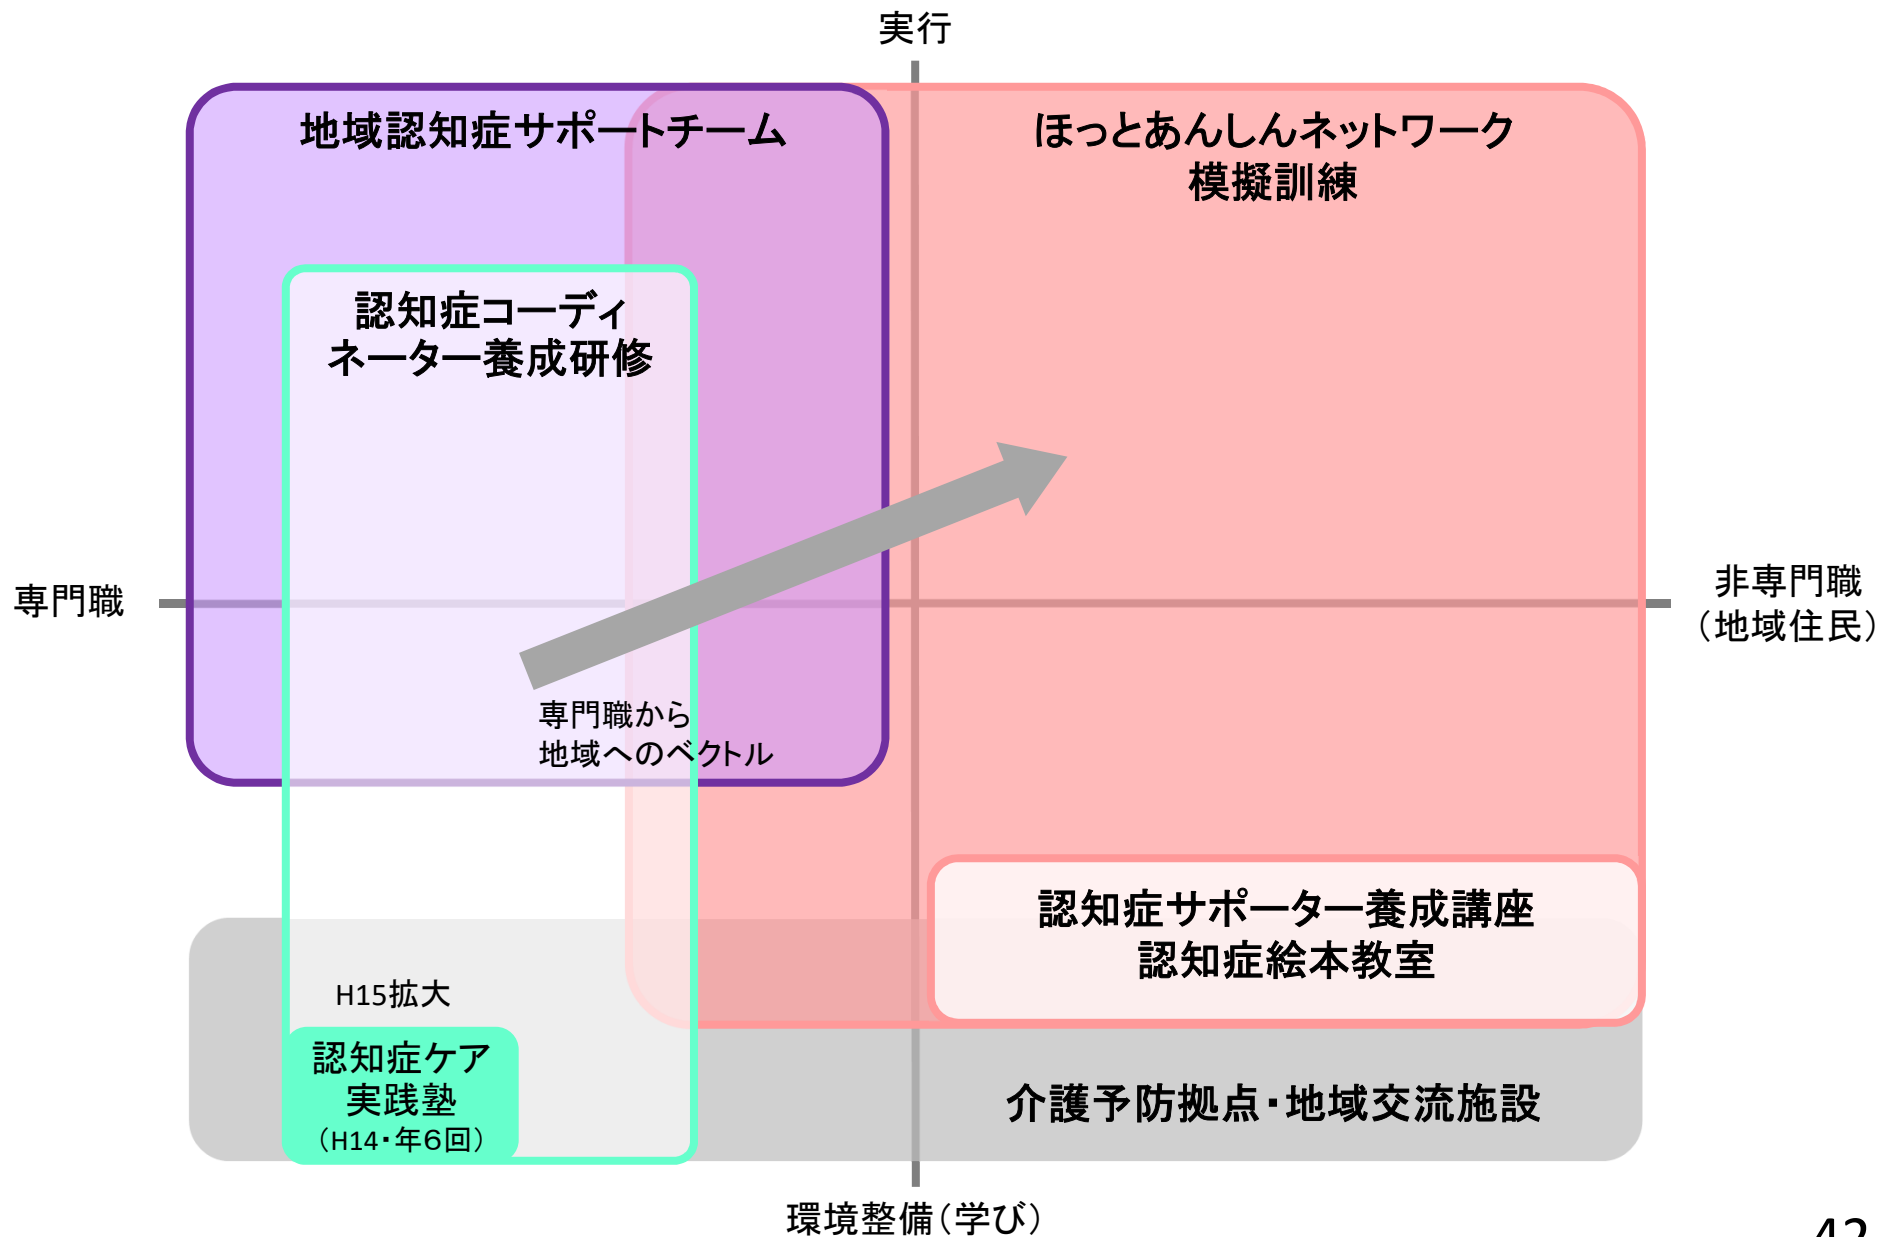 実行
地域認知症サポートチーム
ほっとあんしんネットワーク
模擬訓練
認知症コーディ
ネーター養成研修
専門職
非専門職
（地域住民）
専門職から
地域へのベクトル
認知症サポーター養成講座
認知症絵本教室
H15拡大
認知症ケア
実践塾
（H14・年６回）
介護予防拠点・地域交流施設
環境整備（学び）
42